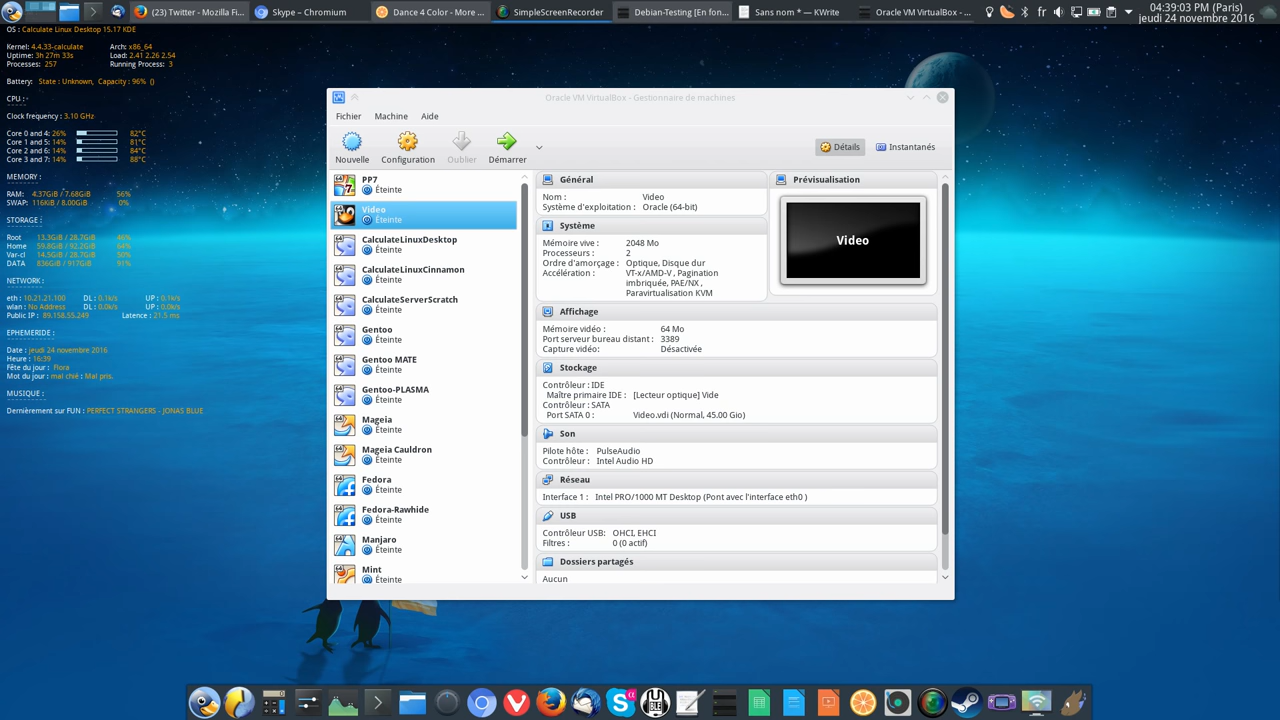 (23) Twitter - Mozilla Fi...
Skype – Chromium
Dance 4 Color - More ...
SimpleScreenRecorder
Debian-Testing [En fon...
Sans nom * — KWrite
Oracle VM VirtualBox - ...
fr
04:39:03 PM (Paris)
jeudi 24 novembre 2016
OS : Calculate Linux Desktop 15.17 KDE
Kernel: 4.4.33-calculate Arch: x86_64
Uptime: 3h 27m 33s Load: 2.41 2.26 2.54
Processes: 257 Running Process: 3
Battery: State : Unknown, Capacity : 96% ()
CPU : -
Clock frequency : 3.10 GHz
Core 0 and 4: 26% 82°C
Core 1 and 5: 14% 81°C
Core 2 and 6: 14% 84°C
Core 3 and 7: 14% 88°C
MEMORY :
RAM: 4.37GiB / 7.68GiB 56%
SWAP: 116KiB / 8.00GiB 0%
STORAGE :
Root 13.3GiB / 28.7GiB 46%
Home 59.8GiB / 92.2GiB 64%
Var-cl 14.5GiB / 28.7GiB 50%
DATA 836GiB / 917GiB 91%
NETWORK :
eth : 10.21.21.100 DL : 0.1k/s UP : 0.1k/s
wlan : No Address DL : 0.0k/s UP : 0.0k/s
Public IP : 89.158.55.249 Latence : 21.5 ms
EPHEMERIDE :
Date : jeudi 24 novembre 2016
Heure : 16:39
Fête du jour : Flora
Mot du jour : mal chié : Mal pris.
MUSIQUE :
Dernièrement sur FUN : PERFECT STRANGERS - JONAS BLUE
Oracle VM VirtualBox - Gestionnaire de machines
Fichier Machine Aide
Nouvelle Configuration Oublier Démarrer
Détails Instantanés
PP7
Éteinte
Video
Éteinte
CalculateLinuxDesktop
Éteinte
CalculateLinuxCinnamon
Éteinte
CalculateServerScratch
Éteinte
Gentoo
Éteinte
Gentoo MATE
Éteinte
Gentoo-PLASMA
Éteinte
Mageia
Éteinte
Mageia Cauldron
Éteinte
Fedora
Éteinte
Fedora-Rawhide
Éteinte
Manjaro
Éteinte
Mint
Éteinte
Général
Nom : Video
Système d'exploitation : Oracle (64-bit)
Système
Mémoire vive : 2048 Mo
Processeurs : 2
Ordre d'amorçage : Optique, Disque dur
Accélération : VT-x/AMD-V , Pagination
imbriquée, PAE/NX ,
Paravirtualisation KVM
Prévisualisation
Video
Affichage
Mémoire vidéo : 64 Mo
Port serveur bureau distant : 3389
Capture vidéo: Désactivée
Stockage
Contrôleur : IDE
Maître primaire IDE : [Lecteur optique] Vide
Contrôleur : SATA
Port SATA 0 : Video.vdi (Normal, 45.00 Gio)
Son
Pilote hôte : PulseAudio
Contrôleur : Intel Audio HD
Réseau
Interface 1 : Intel PRO/1000 MT Desktop (Pont avec l'interface eth0 )
USB
Contrôleur USB: OHCI, EHCI
Filtres : 0 (0 actif)
Dossiers partagés
Aucun